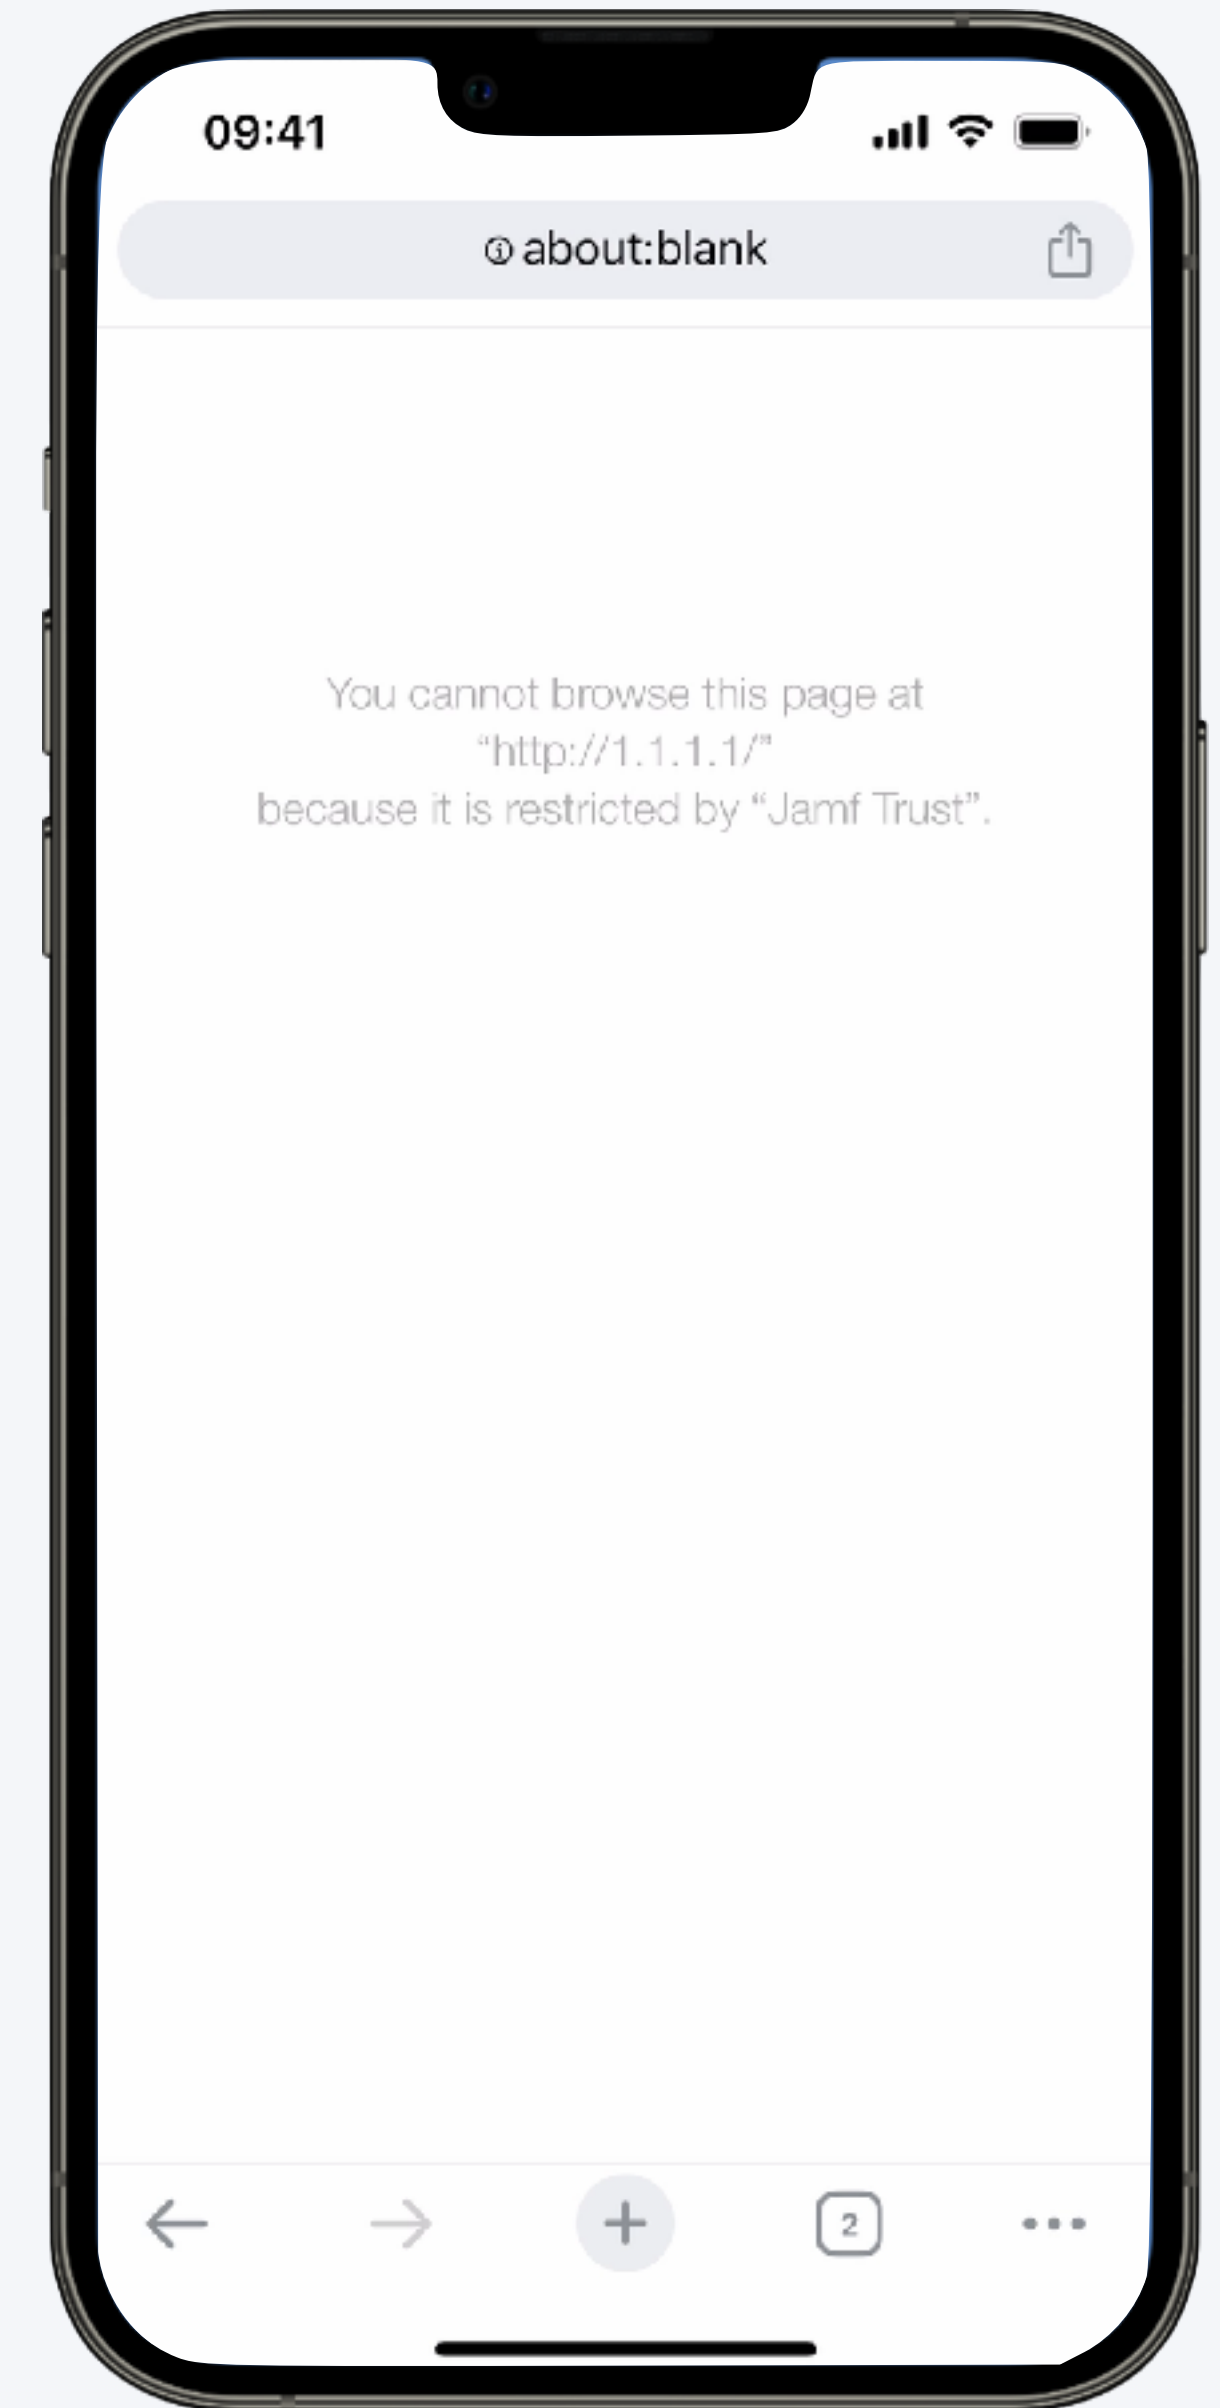 09:41
about:blank
You cannot browse this page at
“http://1.1.1.1/”
because it is restricted by “Jamf Trust”.
2